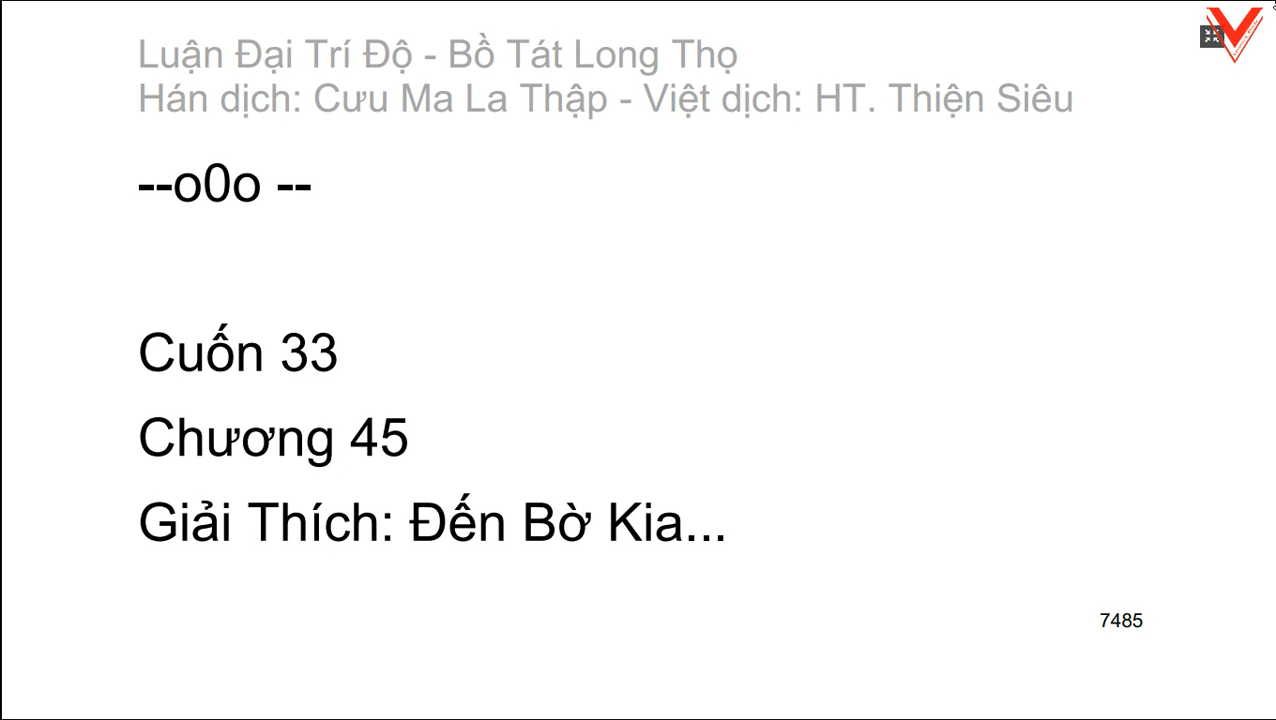 Luận Đại Trí Độ - Bồ Tát Long Thọ
Hán dịch: Cưu Ma La Thập - Việt dịch: HT. Thiện Siêu
--o0o --
Cuốn 33
Chương 45
Giải Thích: Đến Bờ Kia...
7485